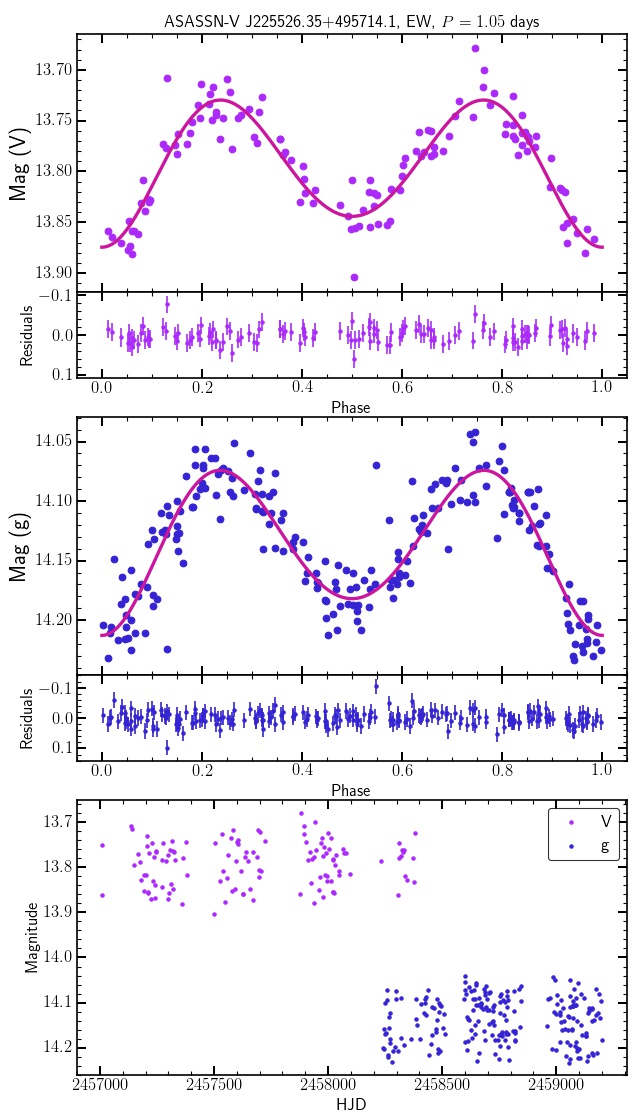 ASASSN-V J225526.35+495714.1, EW, P = 1.05 days
Mag (V)
13.70
13.75
13.80
13.85
13.90
Residuals
−0.1
0.0
0.1
0.0 0.2 0.4 0.6 0.8 1.0
Phase
Mag (g)
14.05
14.10
14.15
14.20
Residuals
−0.1
0.0
0.1
0.0 0.2 0.4 0.6 0.8 1.0
Phase
Magnitude
13.7
13.8
13.9
14.0
14.1
14.2
V
g
2457000 2457500 2458000 2458500 2459000
HJD